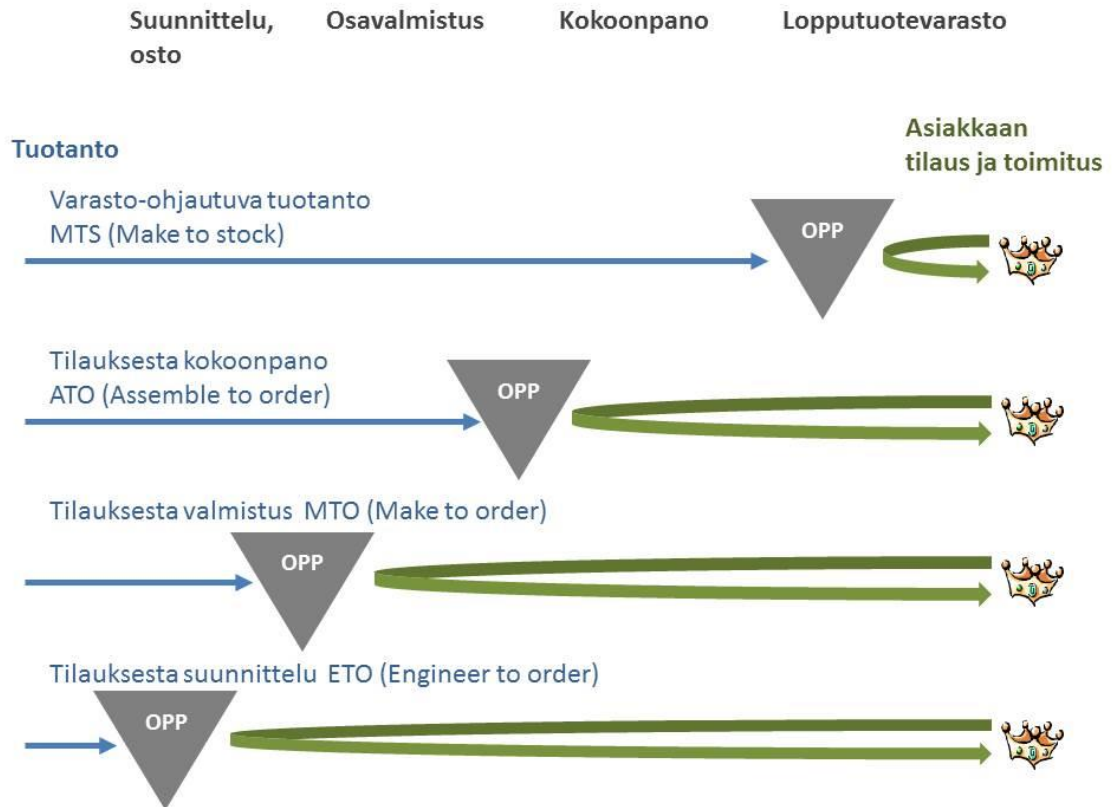 Suunnittelu,
osto
Osavalmistus
Kokoonpano
Lopputuotevarasto
Asiakkaan
tilaus ja toimitus
Tuotanto
Varasto-ohjautuva tuotanto
MTS (Make to stock)
OPP
Tilauksesta kokoonpano
ATO (Assemble to order)
OPP
Tilauksesta valmistus MTO (Make to order)
OPP
Tilauksesta suunnittelu ETO (Engineer to order)
OPP